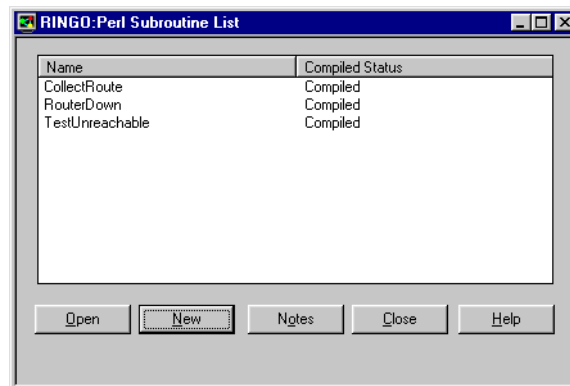 RINGO:Perl Subroutine List
Name Compiled Status
CollectRoute Compiled
RouterDown Compiled
TestUnreachable Compiled
Open New Notes Close Help